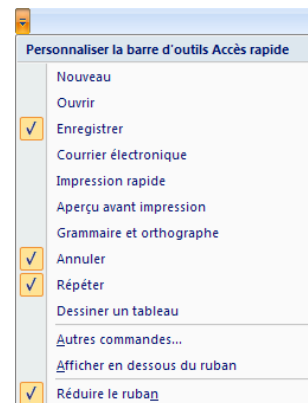 Personnaliser la barre d'outils Accès rapide
Nouveau
Ouvrir
Enregistrer
Courrier électronique
Impression rapide
Aperçu avant impression
Grammaire et orthographe
Annuler
Répéter
Dessiner un tableau
Autres commandes...
Afficher en dessous du ruban
Réduire le ruban